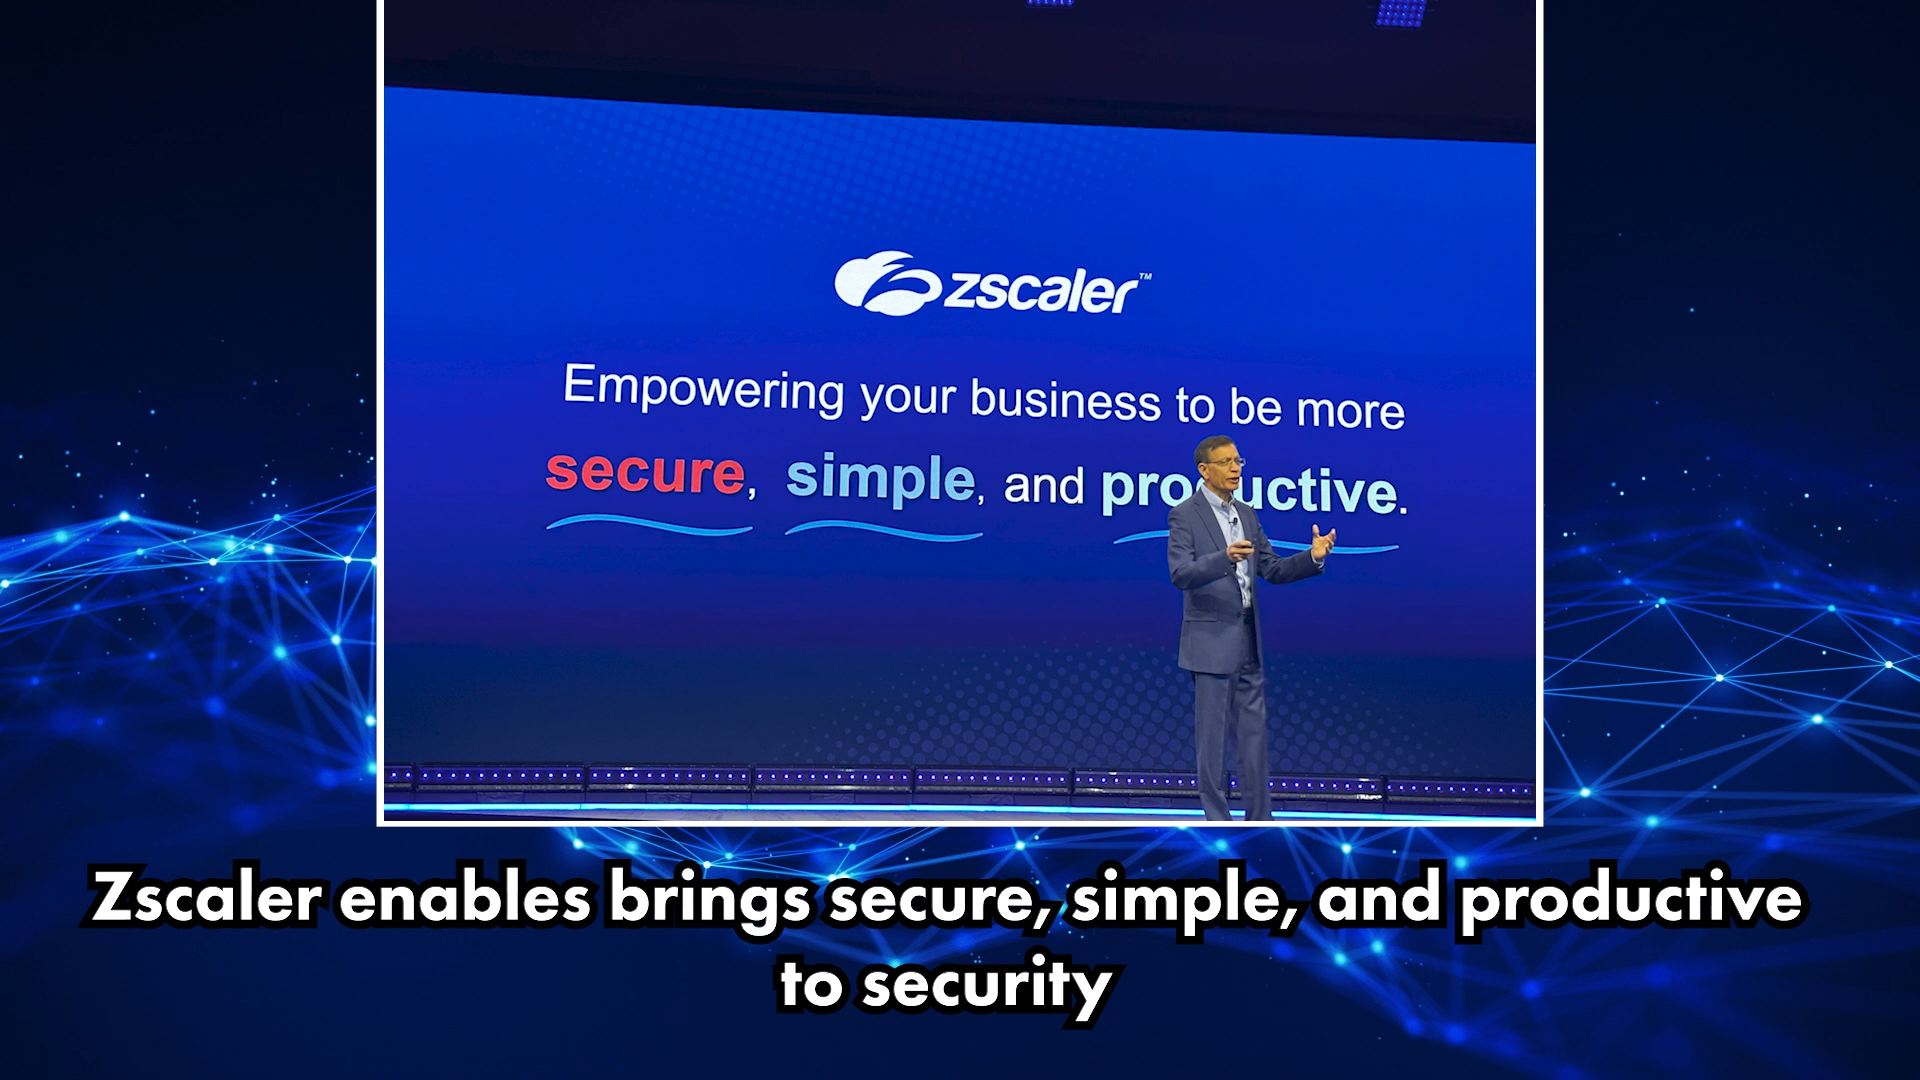 zscaler™
Empowering your business to be more
secure, simple, and productive.
Zscaler enables brings secure, simple, and productive
to security